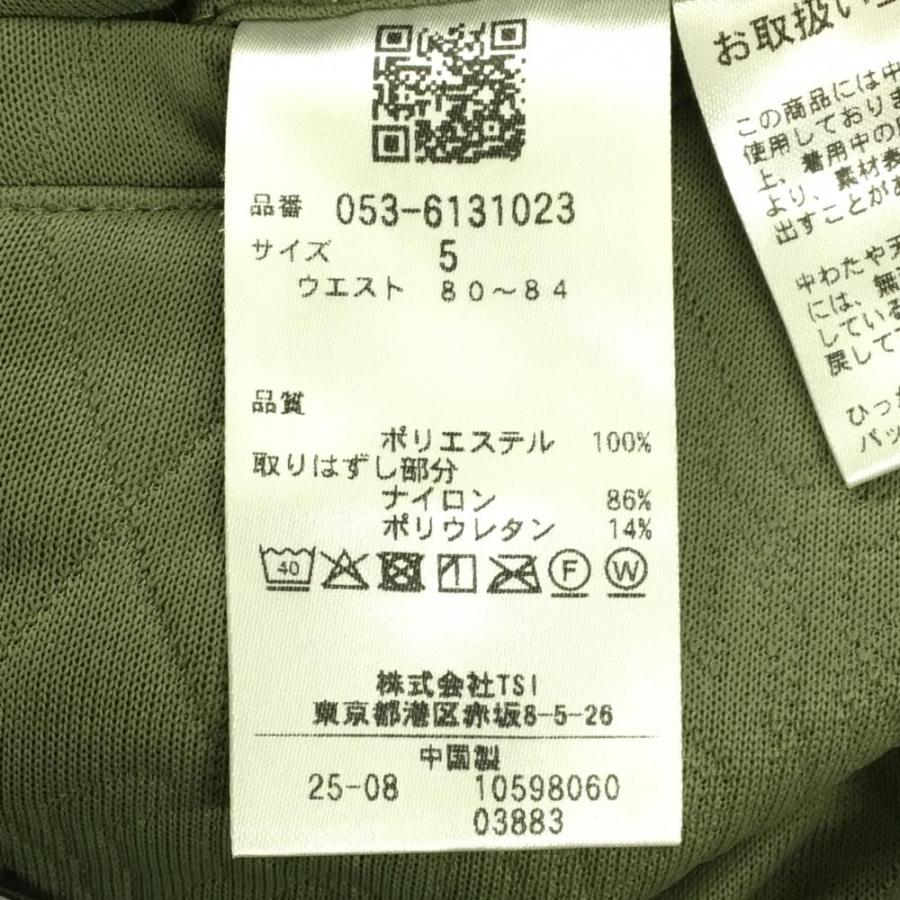 品番 053-6131023
サイズ 5
ウエスト 80～84
品質
ポリエステル 100%
取りはずし部分
ナイロン 86%
ポリウレタン 14%
40
F
W
株式会社TSI
東京都港区赤坂8-5-26
中国製
25-08 10598060
03883
お取扱い上
この商品には中
使用しておりま
上、着用中の
より、素材表
出すことがあ
中わたや天
には、無
している
戻して
ひっ
バッ